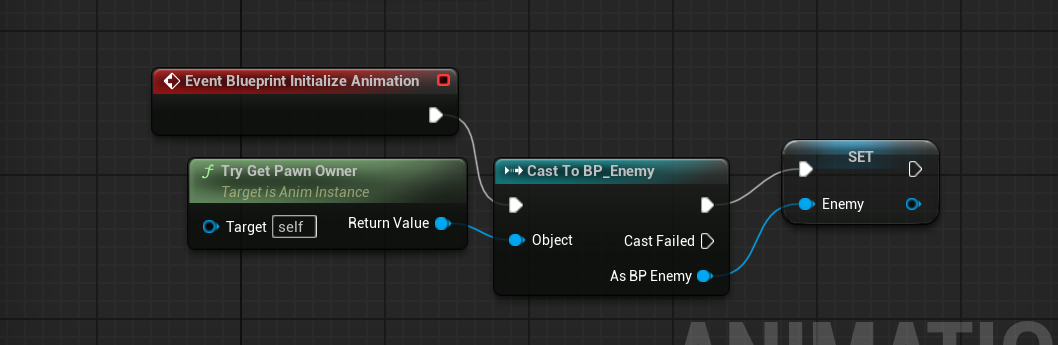 Event Blueprint Initialize Animation
Try Get Pawn Owner
Target is Anim Instance
Target self Return Value
Cast To BP_Enemy
Object
Cast Failed
As BP Enemy
SET
Enemy